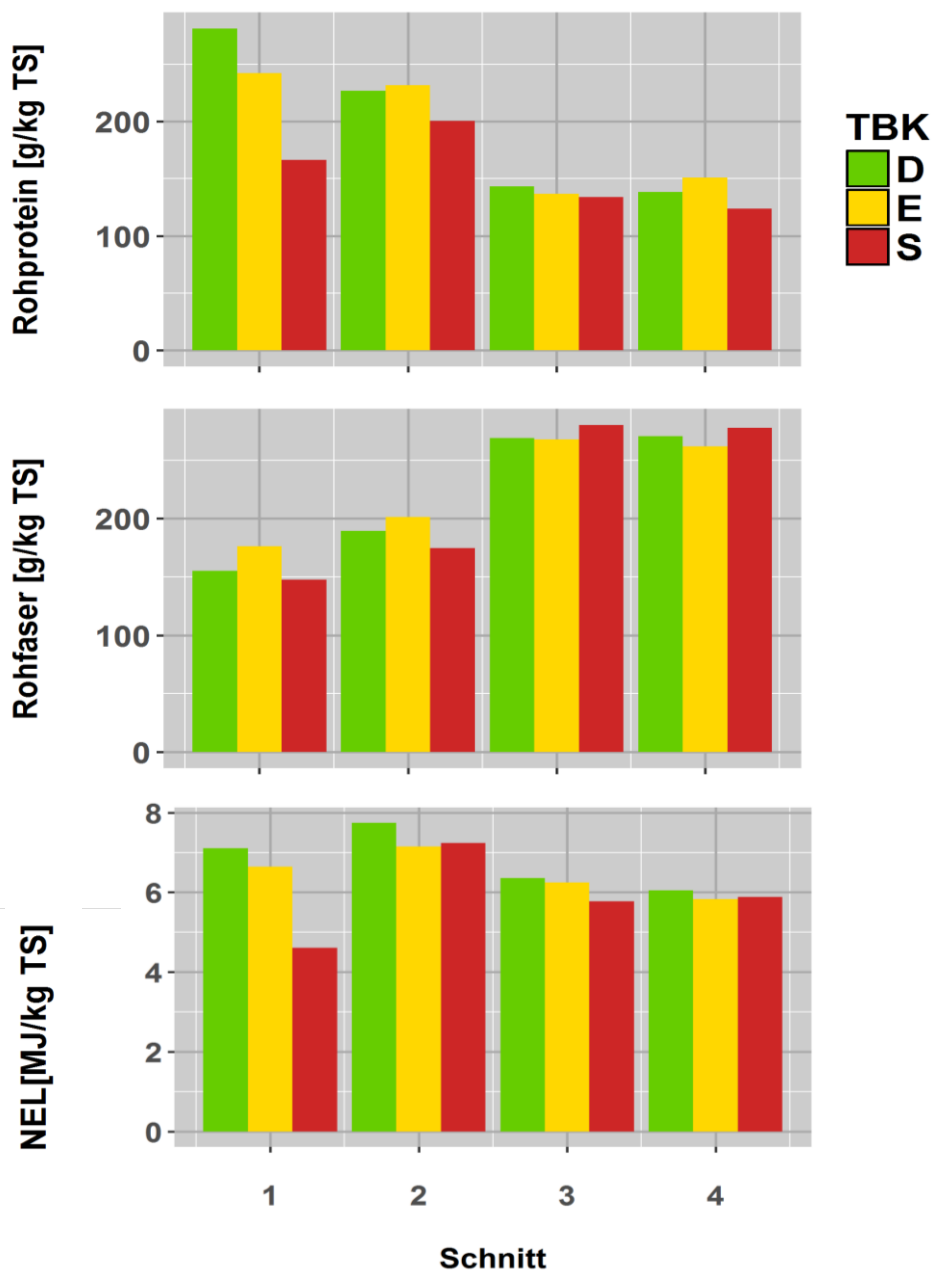 Rohprotein [g/kg TS]
200
100
0
TBK
D
E
S
Rohfaser [g/kg TS]
200
100
0
NEL[MJ/kg TS]
8
6
4
2
0
1 2 3 4
Schnitt